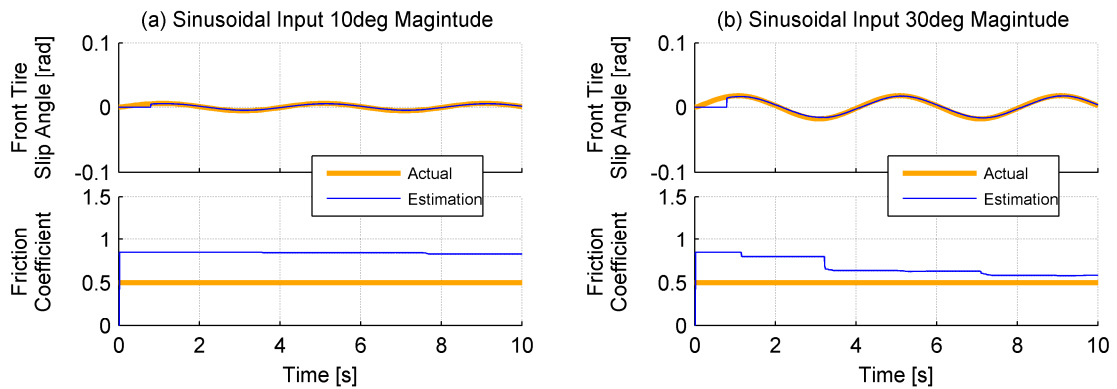 (a) Sinusoidal Input 10deg Magintude
0.1
0
-0.1
Front Tire
Slip Angle [rad]
Actual
Estimation
1.5
1
0.5
0
Friction
Coefficient
0
2
4
6
8
10
Time [s]
(b) Sinusoidal Input 30deg Magintude
0.1
0
-0.1
Front Tire
Slip Angle [rad]
Actual
Estimation
1.5
1
0.5
0
Friction
Coefficient
0
2
4
6
8
10
Time [s]